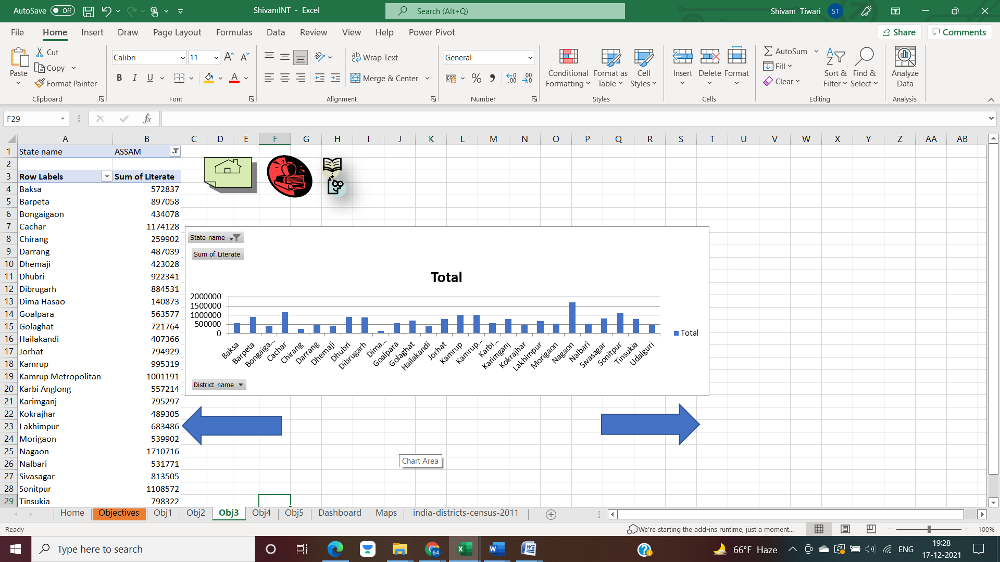 AutoSave Off ShivamINT - Excel Search (Alt+Q) Shivam Tiwari ST
File Home Insert Draw Page Layout Formulas Data Review View Help Power Pivot Share Comments
Paste Cut Copy Format Painter Clipboard
Calibri 11 B I U A Font
Wrap Text Merge & Center Alignment
General % Number
Conditional Formatting Format as Table Cell Styles Styles
Insert Delete Format Cells
AutoSum Fill Clear Sort & Filter Find & Select Editing
Analyze Data Analysis
F29 fx
A B C D E F G H I J K L M N O P Q R S T U V W X Y Z AA AB
1 State name ASSAM
2
3 Row Labels Sum of Literate
4 Baksa 572837
5 Barpeta 897058
6 Bongaigaon 434078
7 Cachar 1174128
8 Chirang 259902
9 Darrang 487039
10 Dhemaji 423028
11 Dhubri 922341
12 Dibrugarh 884531
13 Dima Hasao 140873
14 Goalpara 563577
15 Golaghat 721764
16 Hailakandi 407366
17 Jorhat 794929
18 Kamrup 995319
19 Kamrup Metropolitan 1001191
20 Karbi Anglong 557214
21 Karimganj 795297
22 Kokrajhar 489305
23 Lakhimpur 683486
24 Morigaon 539902
25 Nagaon 1710716
26 Nalbari 531771
27 Sivasagar 813505
28 Sonitpur 1108572
29 Tinsukia 798322
State name
Sum of Literate
Total
2000000
1500000
1000000
500000
0
Baksa Barpeta Bongaiga... Cachar Chirang Darrang Dhemaji Dhubri Dibrugarh Dima... Goalpara Golaghat Hailakandi Jorhat Kamrup Kamrup... Karbi... Karimganj Kokrajhar Lakhimpur Morigaon Nagaon Nalbari Sivasagar Sonitpur Tinsukia Udalguri
Total
District name
Chart Area
Home Objectives Obj1 Obj2 Obj3 Obj4 Obj5 Dashboard Maps india-districts-census-2011
Ready We're starting the add-ins runtime, just a moment... 100%
Type here to search 64 66°F Haze ENG 19:28
17-12-2021